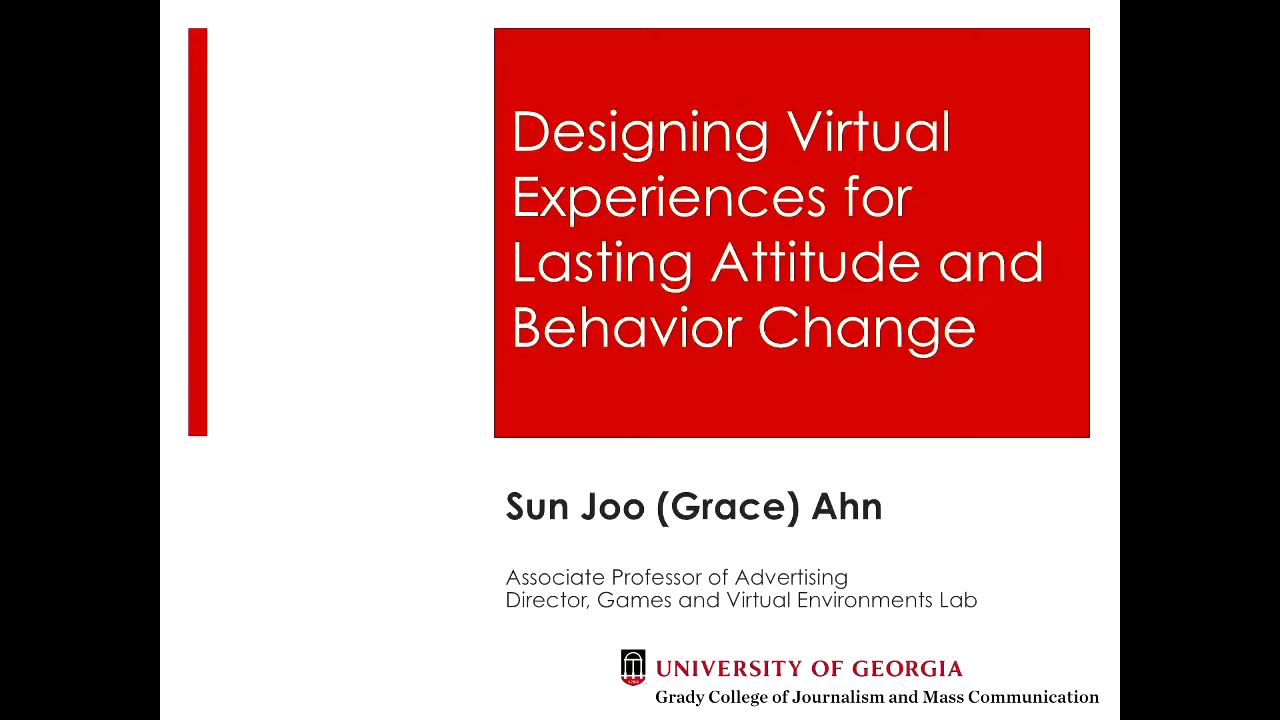 Designing Virtual
Experiences for
Lasting Attitude and
Behavior Change
Sun Joo (Grace) Ahn
Associate Professor of Advertising
Director, Games and Virtual Environments Lab
UNIVERSITY OF GEORGIA
Grady College of Journalism and Mass Communication